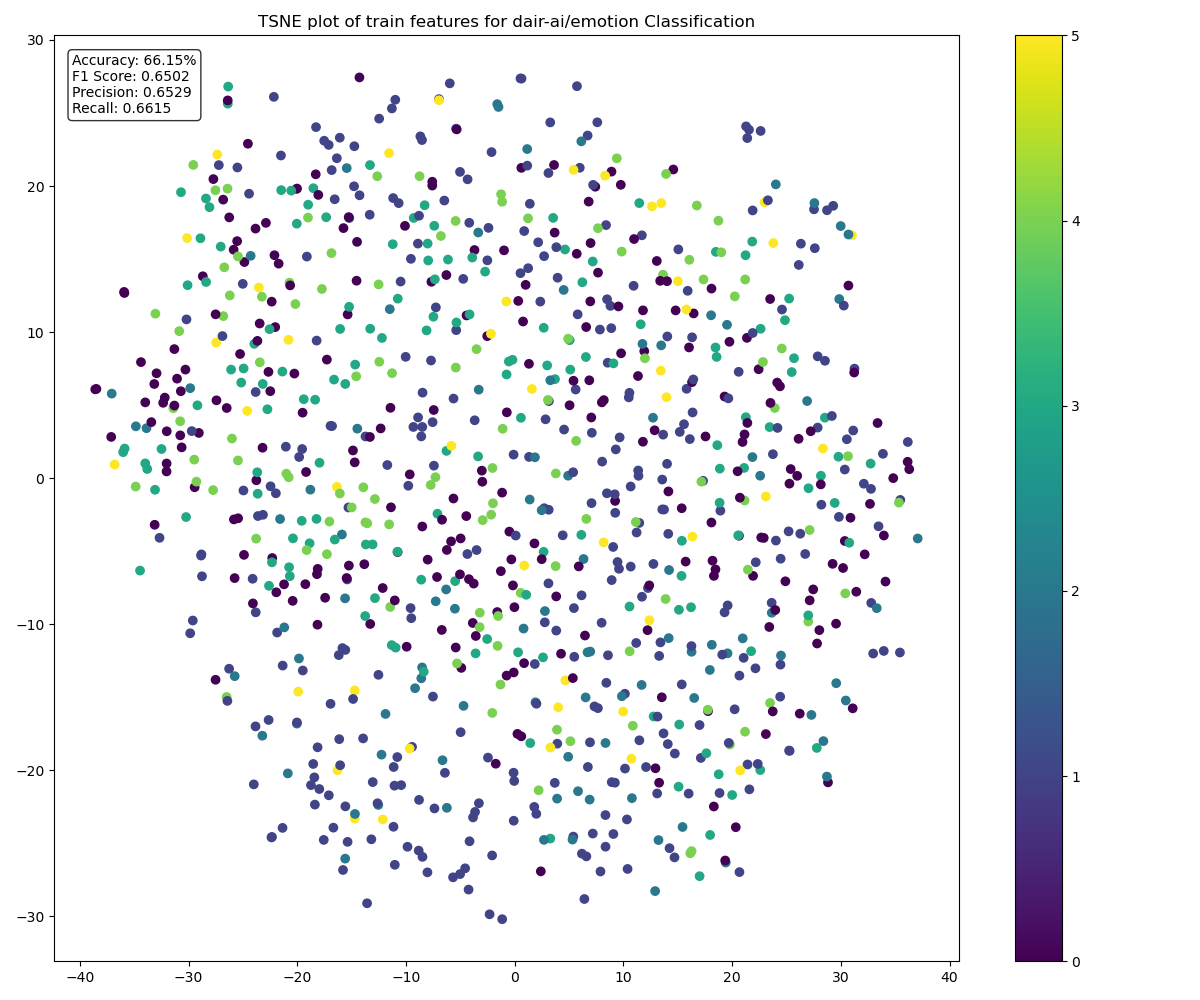 TSNE plot of train features for dair-ai/emotion Classification
Accuracy: 66.15%
F1 Score: 0.6502
Precision: 0.6529
Recall: 0.6615
30
20
10
0
−10
−20
−30
−40 −30 −20 −10 0 10 20 30 40
5
4
3
2
1
0